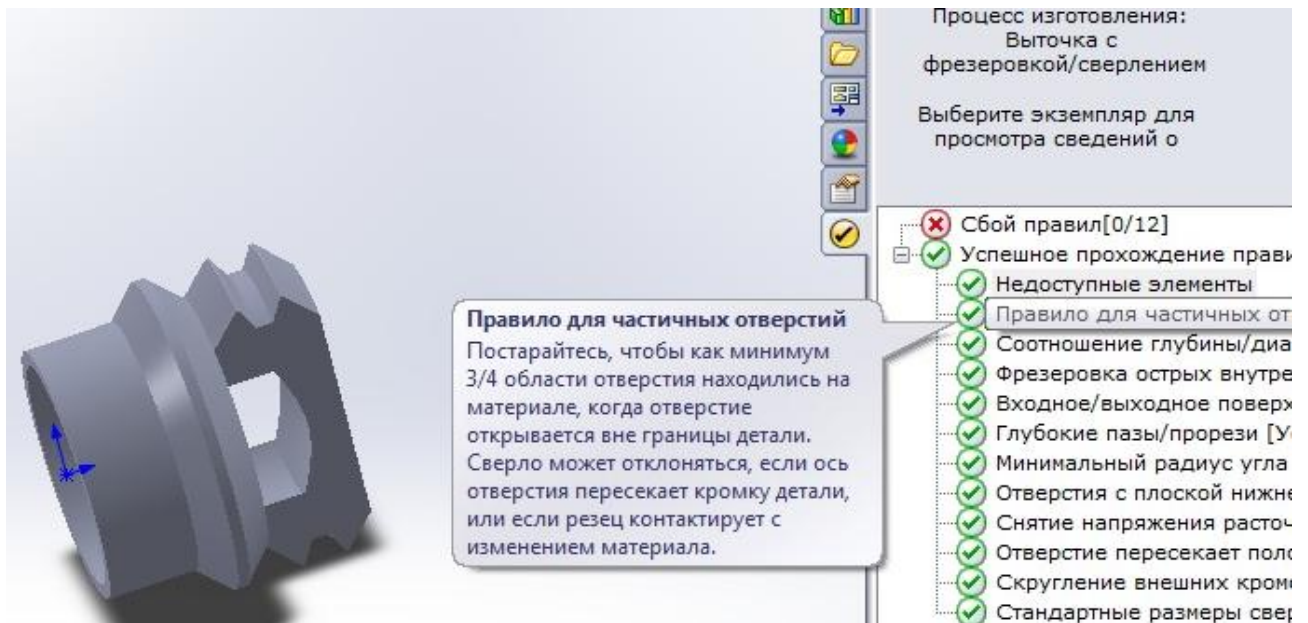 Процесс изготовления:
Выточка с
фрезеровкой/сверлением
Выберите экземпляр для
просмотра сведений о
Сбой правил[0/12]
Успешное прохождение прави
Недоступные элементы
Правило для частичных от
Соотношение глубины/диа
Фрезеровка острых внутре
Входное/выходное поверх
Глубокие пазы/прорези [Ус
Минимальный радиус угла
Отверстия с плоской нижне
Снятие напряжения расточ
Отверстие пересекает поло
Скругление внешних кромо
Стандартные размеры свер
Правило для частичных отверстий
Постарайтесь, чтобы как минимум
3/4 области отверстия находились на
материале, когда отверстие
открывается вне границы детали.
Сверло может отклоняться, если ось
отверстия пересекает кромку детали,
или если резец контактирует с
изменением материала.